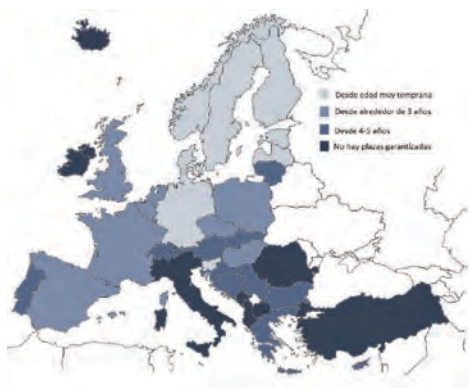 Desde edad muy temprana
Desde alrededor de 3 años
Desde 4-5 años
No hay plazas garantizadas